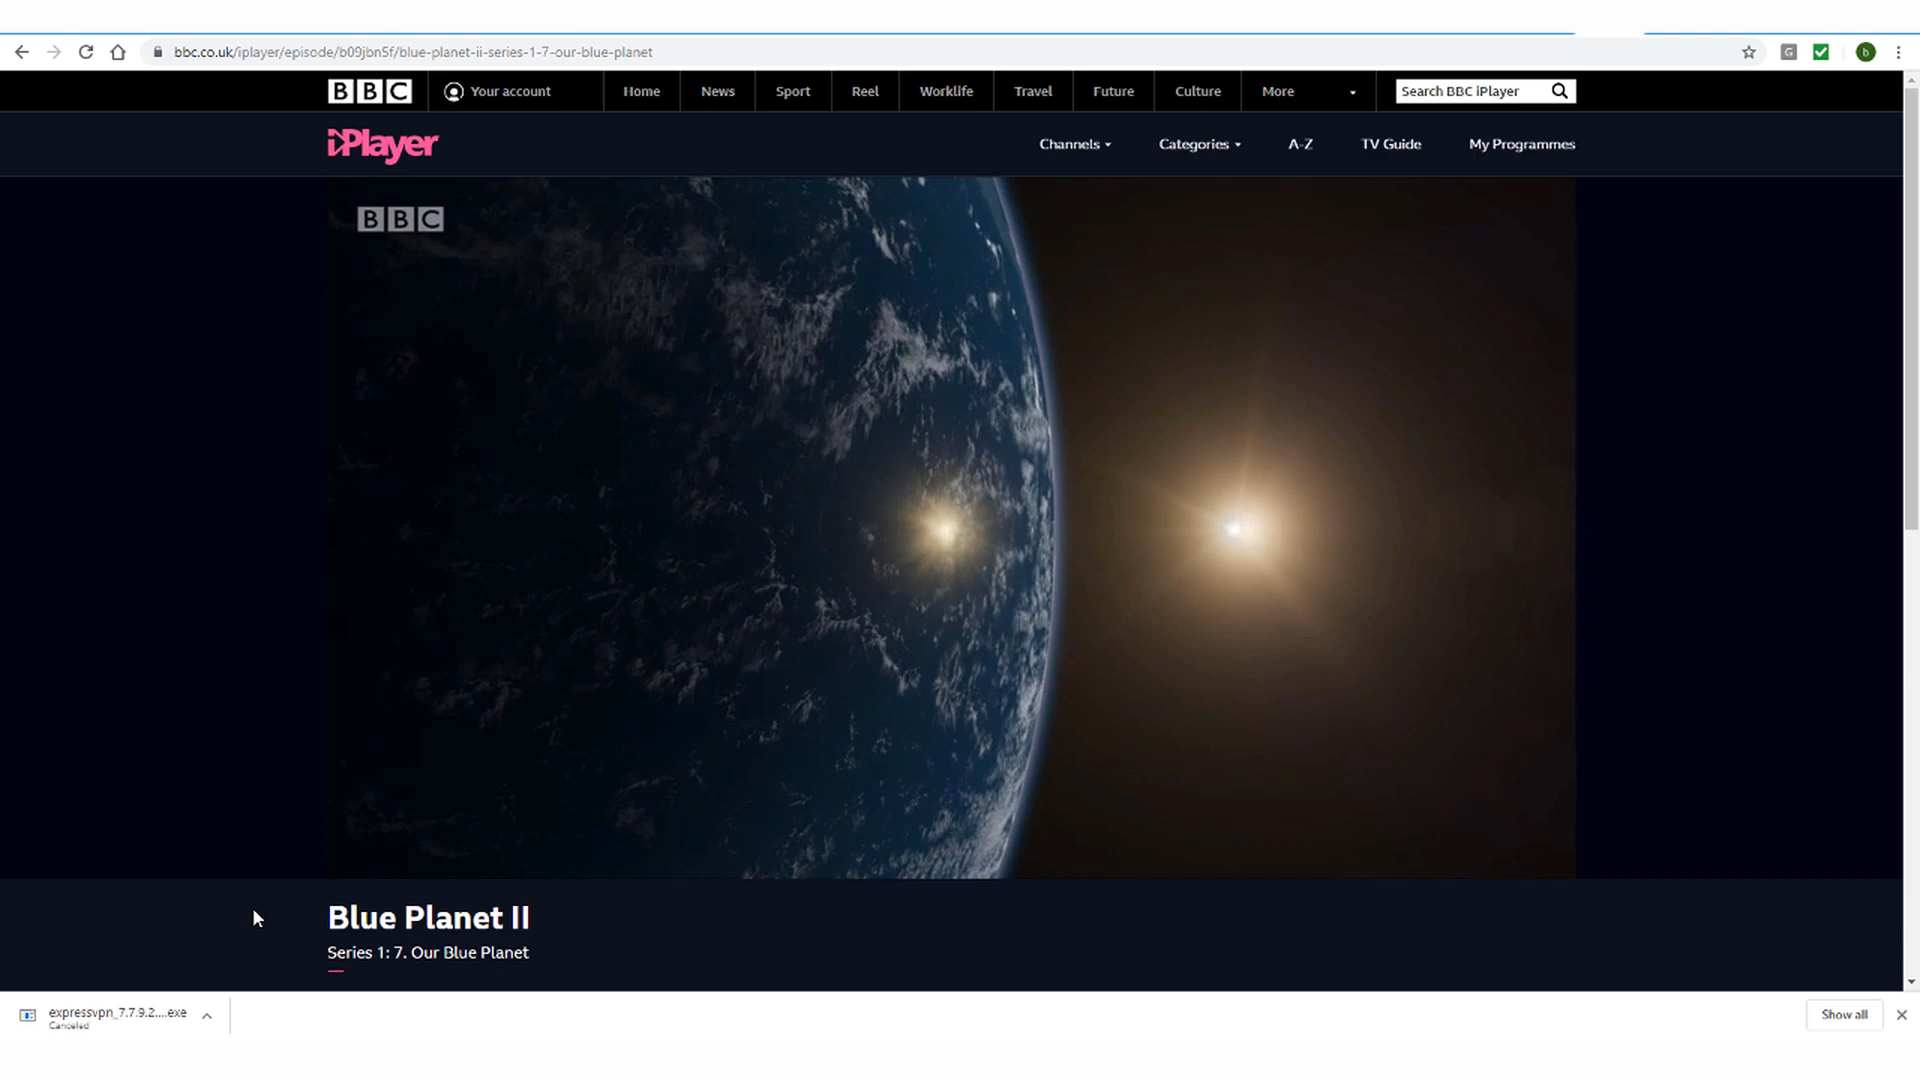 bbc.co.uk/iplayer/episode/b09jbn5f/blue-planet-ii-series-1-7-our-blue-planet
G
b
BBC
Your account
Home
News
Sport
Reel
Worklife
Travel
Future
Culture
More
Search BBC iPlayer
iPlayer
Channels
Categories
A-Z
TV Guide
My Programmes
BBC
Blue Planet II
Series 1: 7. Our Blue Planet
expressvpn_7.7.9.2....exe
Canceled
Show all